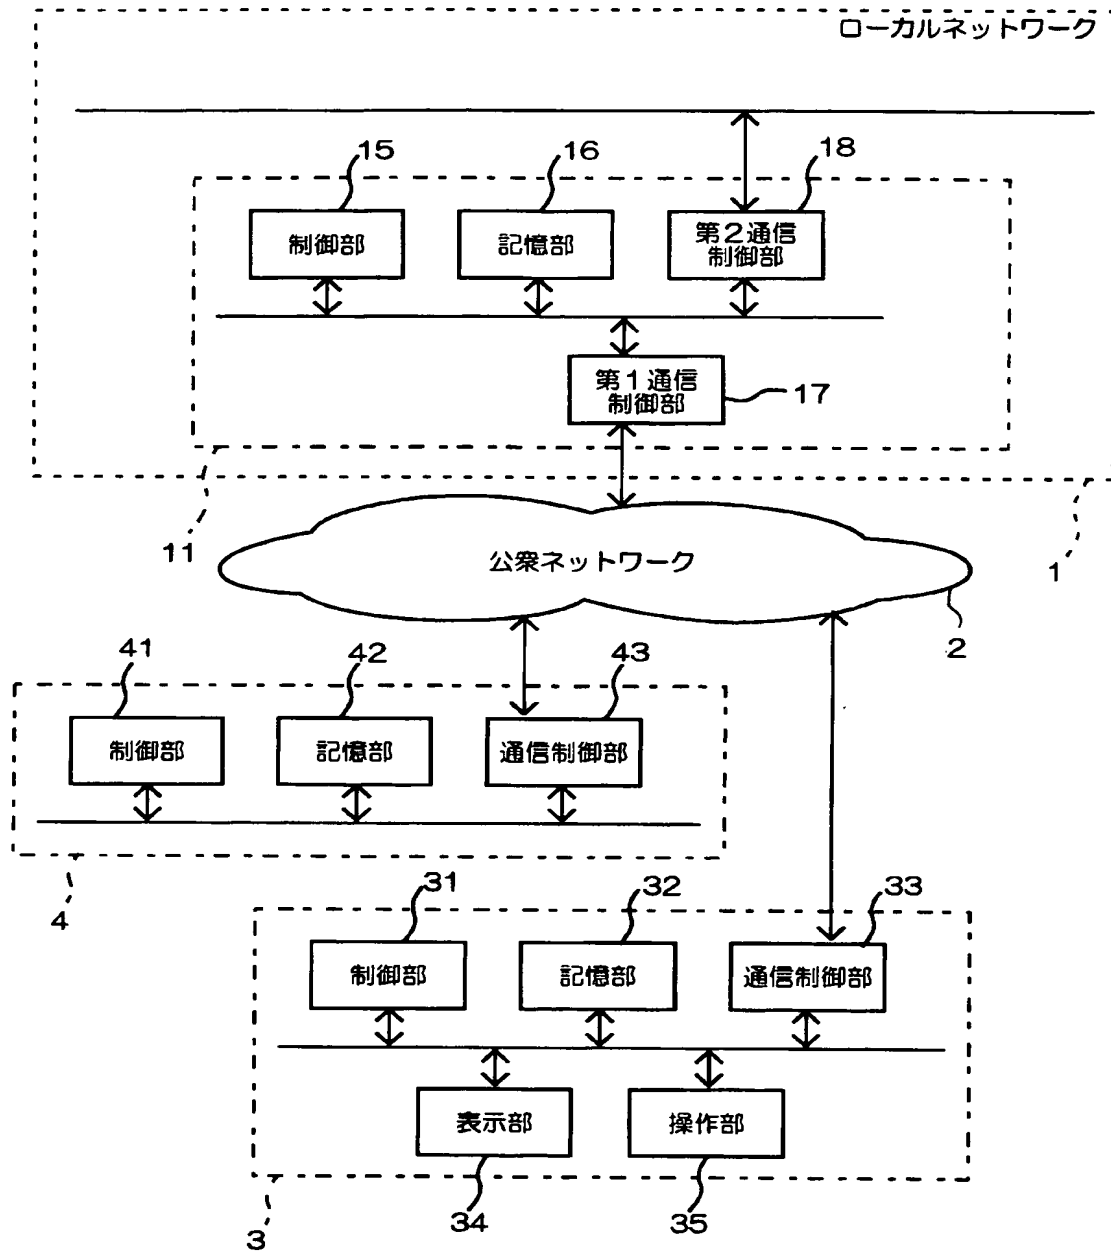 ローカルネットワーク
15
16
18
制御部
記憶部
第2通信
制御部
第1通信
制御部
17
11
1
公衆ネットワーク
2
41
42
43
制御部
記憶部
通信制御部
4
31
32
33
制御部
記憶部
通信制御部
表示部
操作部
34
35
3